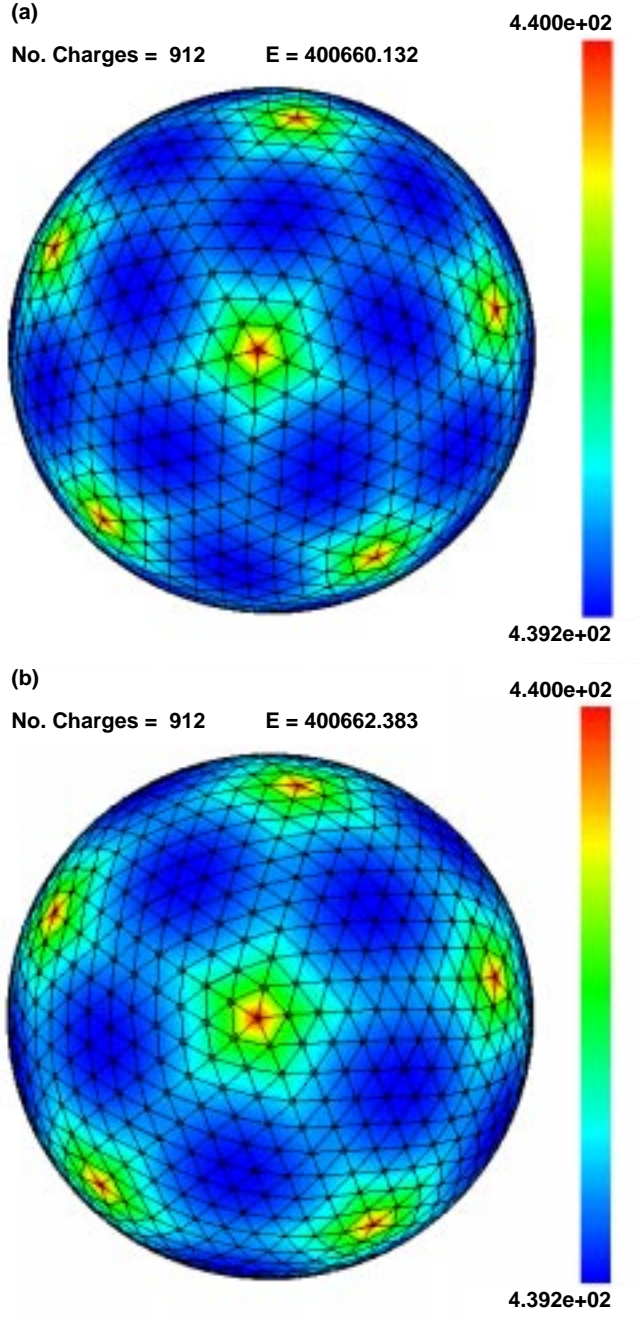 (a)
4.400e+02
No. Charges = 912 E = 400660.132
4.392e+02
(b)
4.400e+02
No. Charges = 912 E = 400662.383
4.392e+02